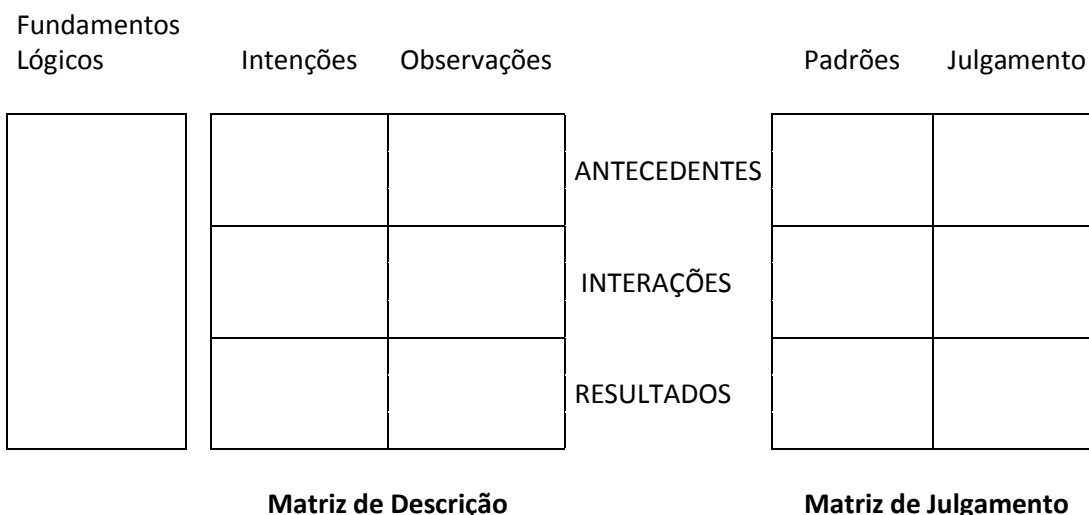 Fundamentos
Lógicos Intenções Observações Padrões Julgamento
ANTECEDENTES
INTERAÇÕES
RESULTADOS
Matriz de Descrição Matriz de Julgamento